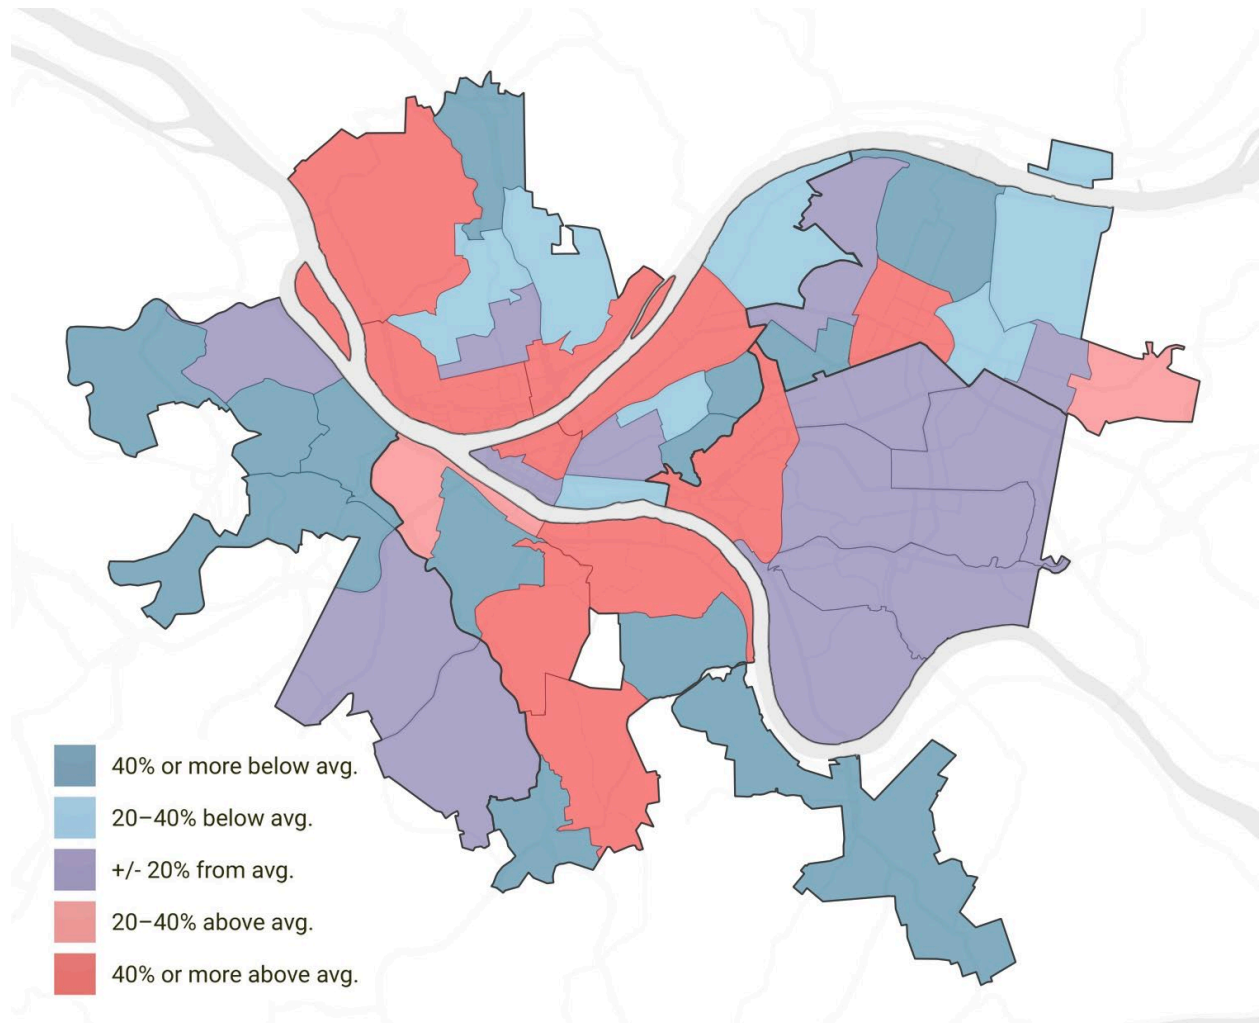 40% or more below avg.
20–40% below avg.
+/- 20% from avg.
20–40% above avg.
40% or more above avg.